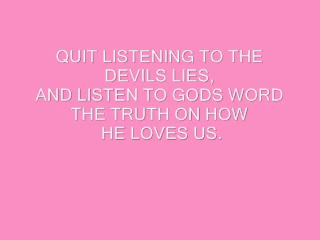 QUIT LISTENING TO THE
DEVILS LIES,
AND LISTEN TO GODS WORD
THE TRUTH ON HOW
HE LOVES US.